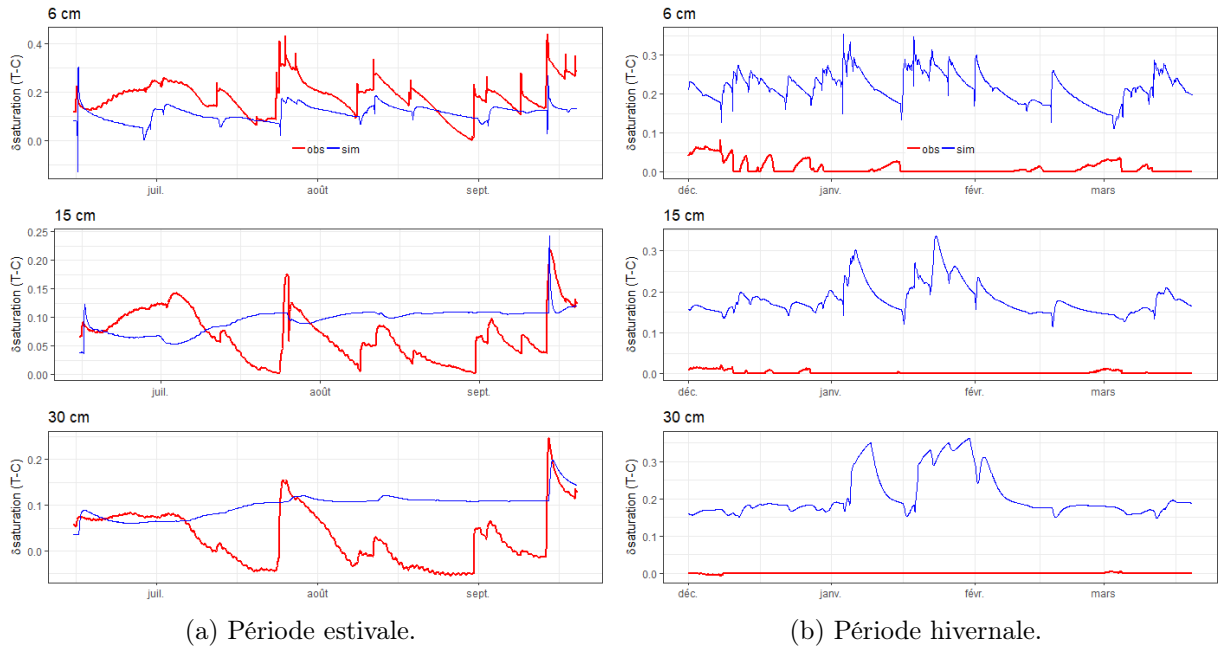 6 cm
δsaturation (T-C)
0.4
0.2
0.0
obs sim
juil. août sept.
15 cm
δsaturation (T-C)
0.25
0.20
0.15
0.10
0.05
0.00
juil. août sept.
30 cm
δsaturation (T-C)
0.2
0.1
0.0
juil. août sept.
(a) Période estivale.
6 cm
δsaturation (T-C)
0.3
0.2
0.1
0.0
obs sim
déc. janv. févr. mars
15 cm
δsaturation (T-C)
0.3
0.2
0.1
0.0
déc. janv. févr. mars
30 cm
δsaturation (T-C)
0.3
0.2
0.1
0.0
déc. janv. févr. mars
(b) Période hivernale.